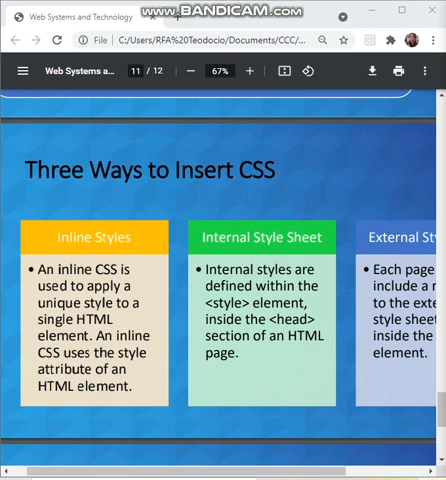 www.BANDICAM.com
Web Systems and Technology
File
C:/Users/RFA%20Teodocio/Documents/CCC/...
Web Systems a...
11 / 12
67%
Three Ways to Insert CSS
Inline Styles
• An inline CSS is
used to apply a
unique style to a
single HTML
element. An inline
CSS uses the style
attribute of an
HTML element.
Internal Style Sheet
• Internal styles are
defined within the
<style> element,
inside the <head>
section of an HTML
page.
External Sty
• Each page
include a r
to the exte
style sheet
inside the
element.